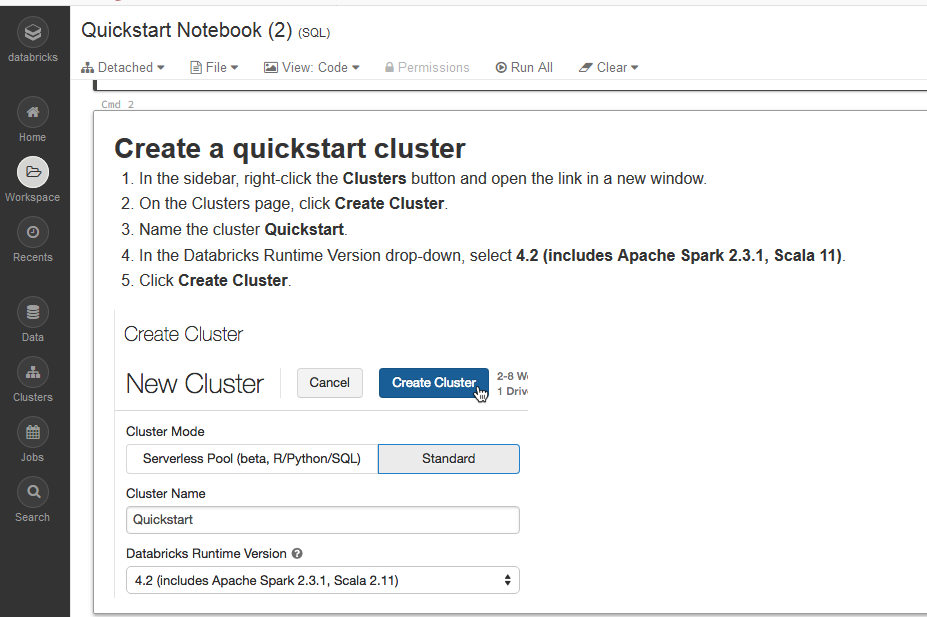 Quickstart Notebook (2) (SQL)
databricks
Detached File View: Code Permissions Run All Clear
Cmd 2
Home
Workspace
Recents
Data
Clusters
Jobs
Search
Create a quickstart cluster
1. In the sidebar, right-click the Clusters button and open the link in a new window.
2. On the Clusters page, click Create Cluster.
3. Name the cluster Quickstart.
4. In the Databricks Runtime Version drop-down, select 4.2 (includes Apache Spark 2.3.1, Scala 11).
5. Click Create Cluster.
Create Cluster
New Cluster Cancel Create Cluster 2-8
1
Cluster Mode
Serverless Pool (beta, R/Python/SQL) Standard
Cluster Name
Quickstart
Databricks Runtime Version
4.2 (includes Apache Spark 2.3.1, Scala 2.11)